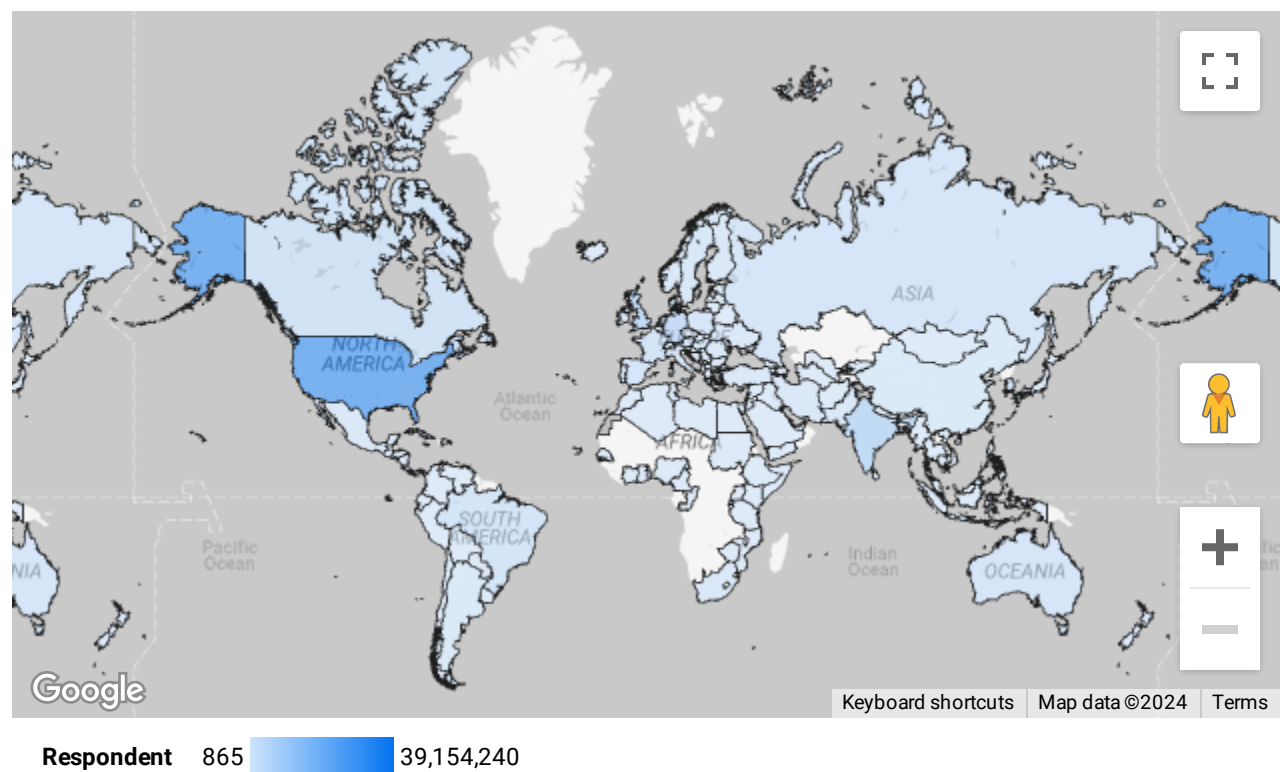 ASIA
NORTH
AMERICA
Atlantic
Ocean
AFRICA
SOUTH
AMERICA
Pacific
Ocean
Indian
Ocean
OCEANIA
NIA
Google
Keyboard shortcuts
Map data ©2024
Terms
Respondent 865 39,154,240